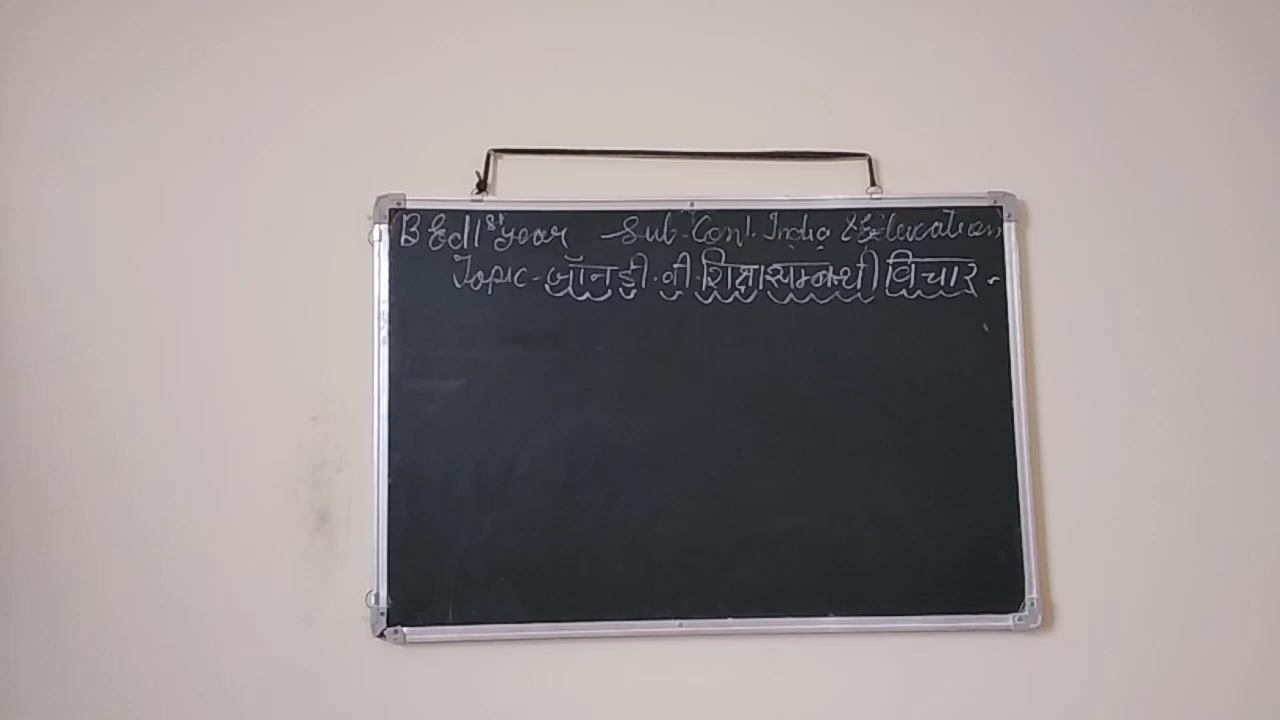 B Ed 1st year Sub. Cont. India & Education
Topic - जॉन डी. वी. शिक्षा सम्बन्धी विचार -